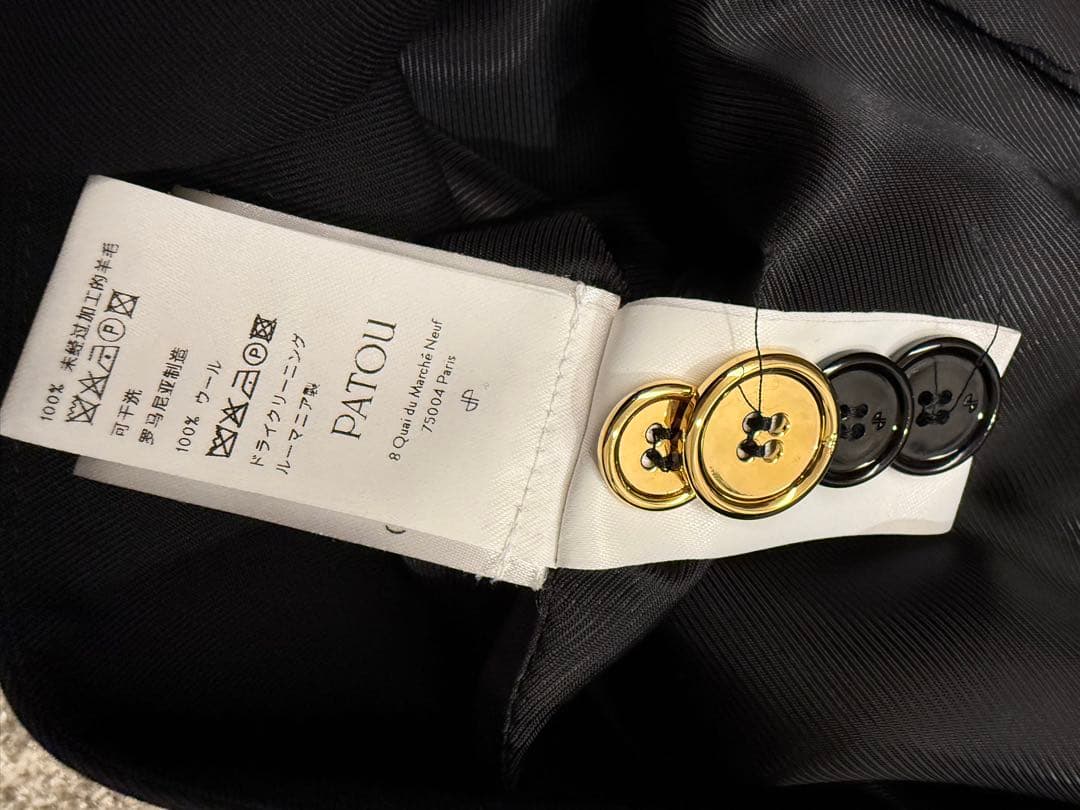 100% 未经过加工的羊毛
P
可干洗
罗马尼亚制造
100% ウール
P
ドライクリーニング
ルーマニア製
PATOU
8 Quai du Marché Neuf
75004 Paris
JP